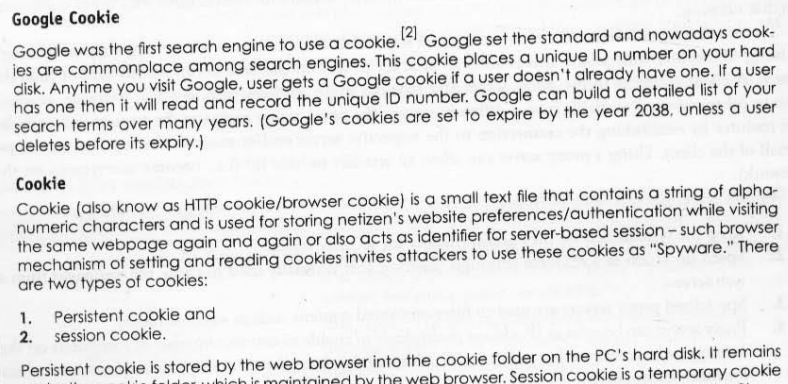 Google Cookie
Google was the first search engine to use a cookie.[2] Google set the standard and nowadays cook-
ies are commonplace among search engines. This cookie places a unique ID number on your hard
disk. Anytime you visit Google, user gets a Google cookie if a user doesn't already have one. If a user
has one then it will read and record the unique ID number. Google can build a detailed list of your
search terms over many years. (Google's cookies are set to expire by the year 2038, unless a user
deletes before its expiry.)
Cookie
Cookie (also know as HTTP cookie/browser cookie) is a small text file that contains a string of alpha-
numeric characters and is used for storing netizen's website preferences/authentication while visiting
the same webpage again and again or also acts as identifier for server-based session – such browser
mechanism of setting and reading cookies invites attackers to use these cookies as "Spyware." There
are two types of cookies:
1. Persistent cookie and
2. session cookie.
Persistent cookie is stored by the web browser into the cookie folder on the PC's hard disk. It remains
cookie folder, which is maintained by the web browser. Session cookie is a temporary cookie